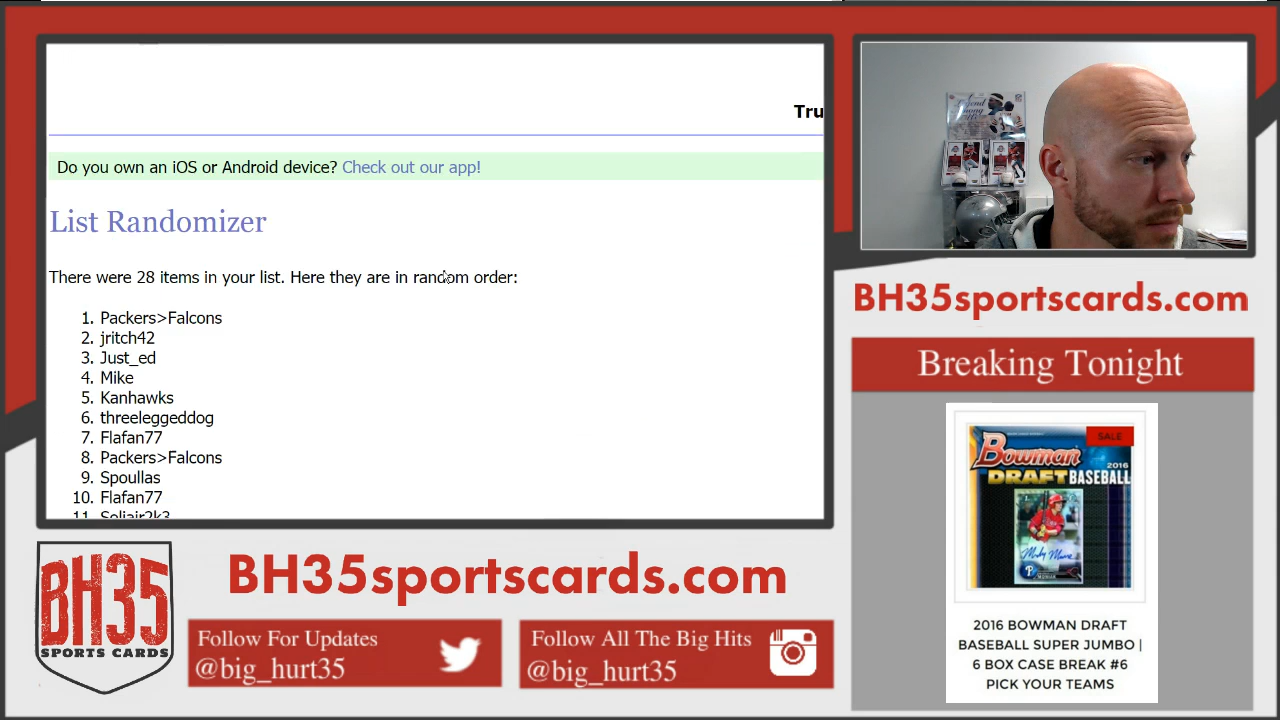 Tru
Do you own an iOS or Android device? Check out our app!
List Randomizer
There were 28 items in your list. Here they are in random order:
1. Packers>Falcons
2. jritch42
3. Just_ed
4. Mike
5. Kanhawks
6. threeleggeddog
7. Flafan77
8. Packers>Falcons
9. Spoullas
10. Flafan77
11. Soljair2k3
BH35sportscards.com
Breaking Tonight
SALE
Bowman
2016
DRAFT BASEBALL
2016 BOWMAN DRAFT
BASEBALL SUPER JUMBO |
6 BOX CASE BREAK #6
PICK YOUR TEAMS
BH35
SPORTS CARDS
BH35sportscards.com
Follow For Updates
@big_hurt35
Follow All The Big Hits
@big_hurt35